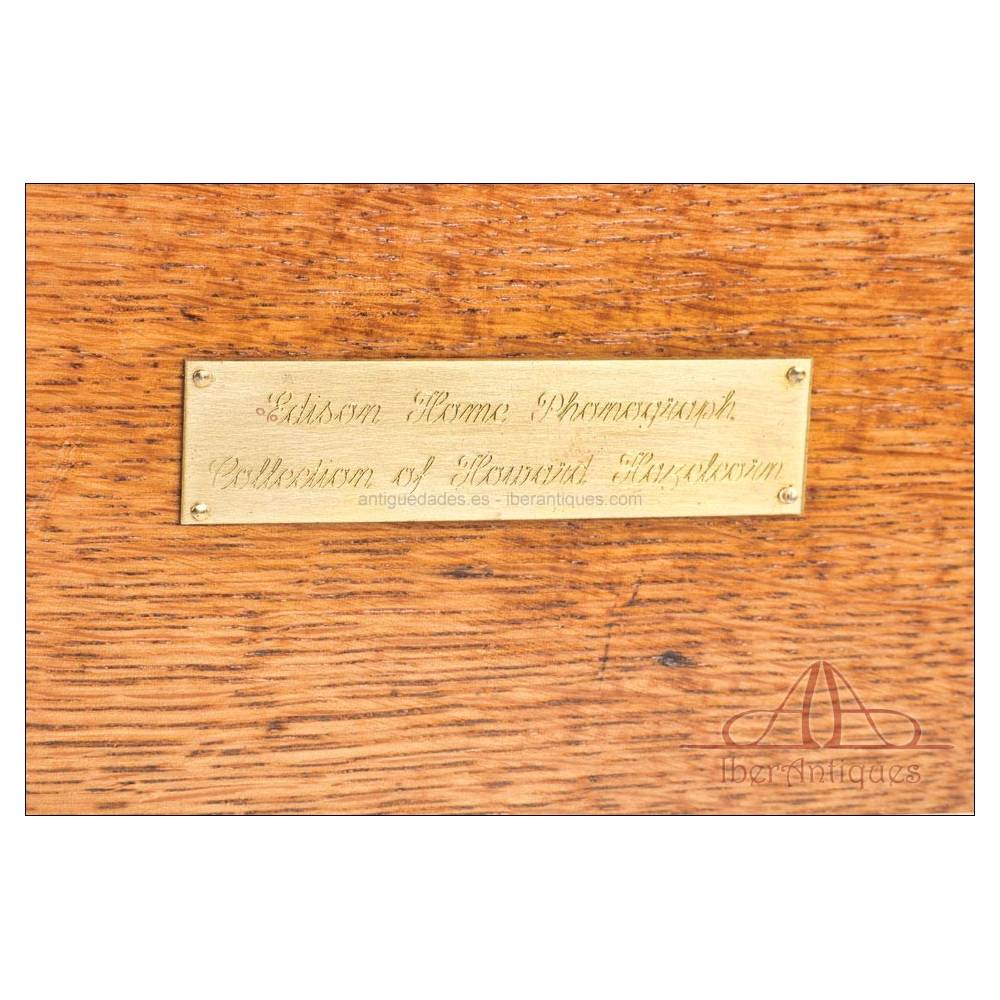 Edison Home Phonograph
Collection of Howard Hazelcorn
antiguedades.es - iberantiques.com
IberAntiques